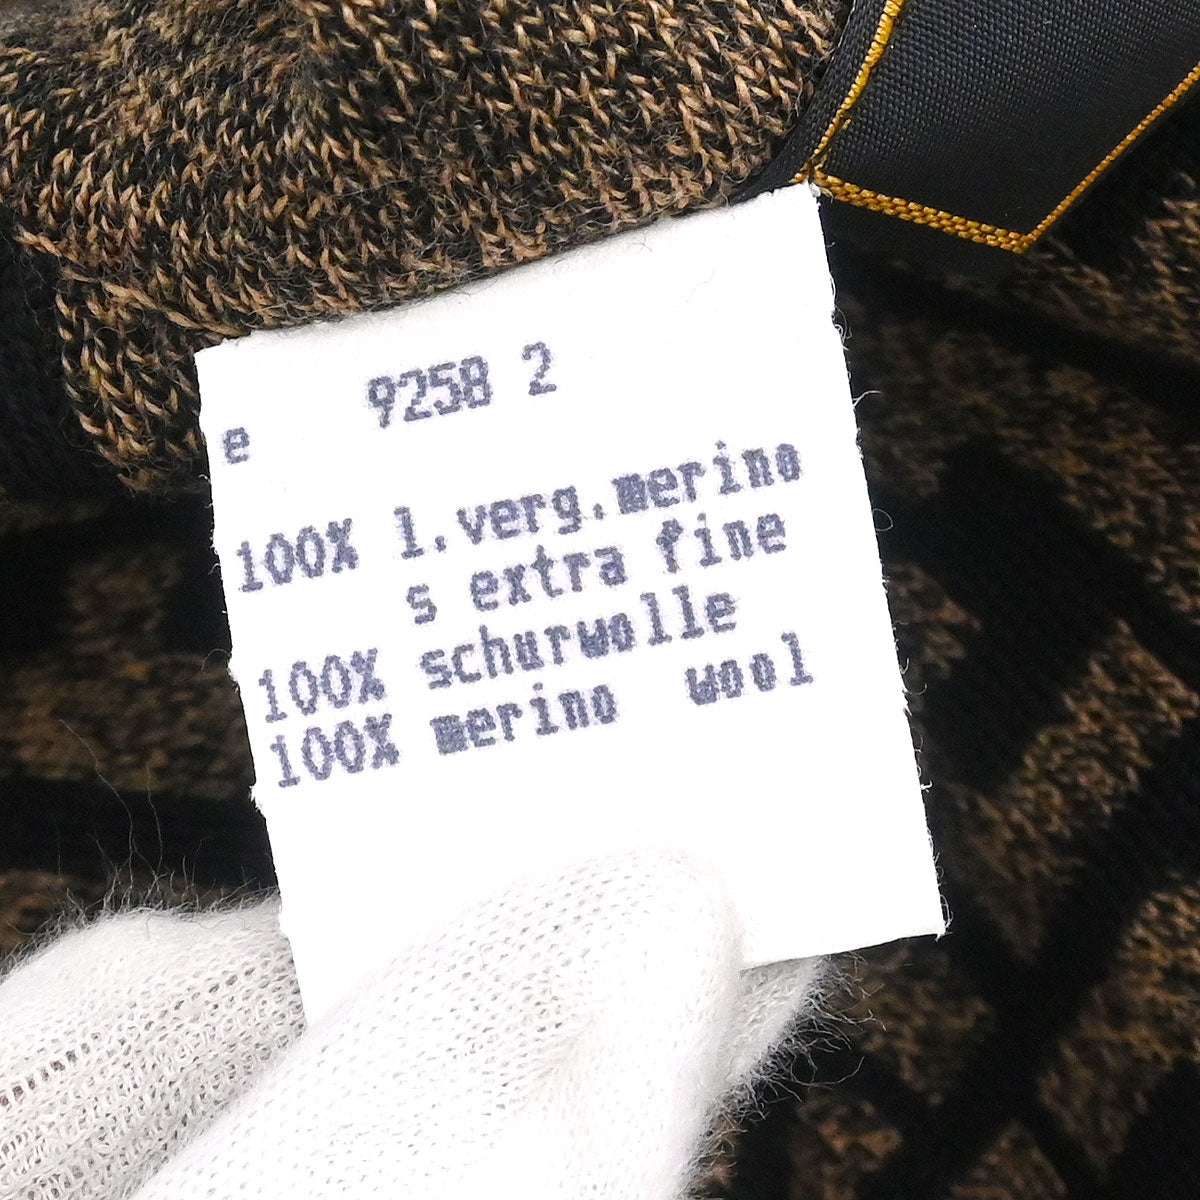 9258 2
e
100% l.verg.merino
s extra fine
100% schurwolle
100% merino wool